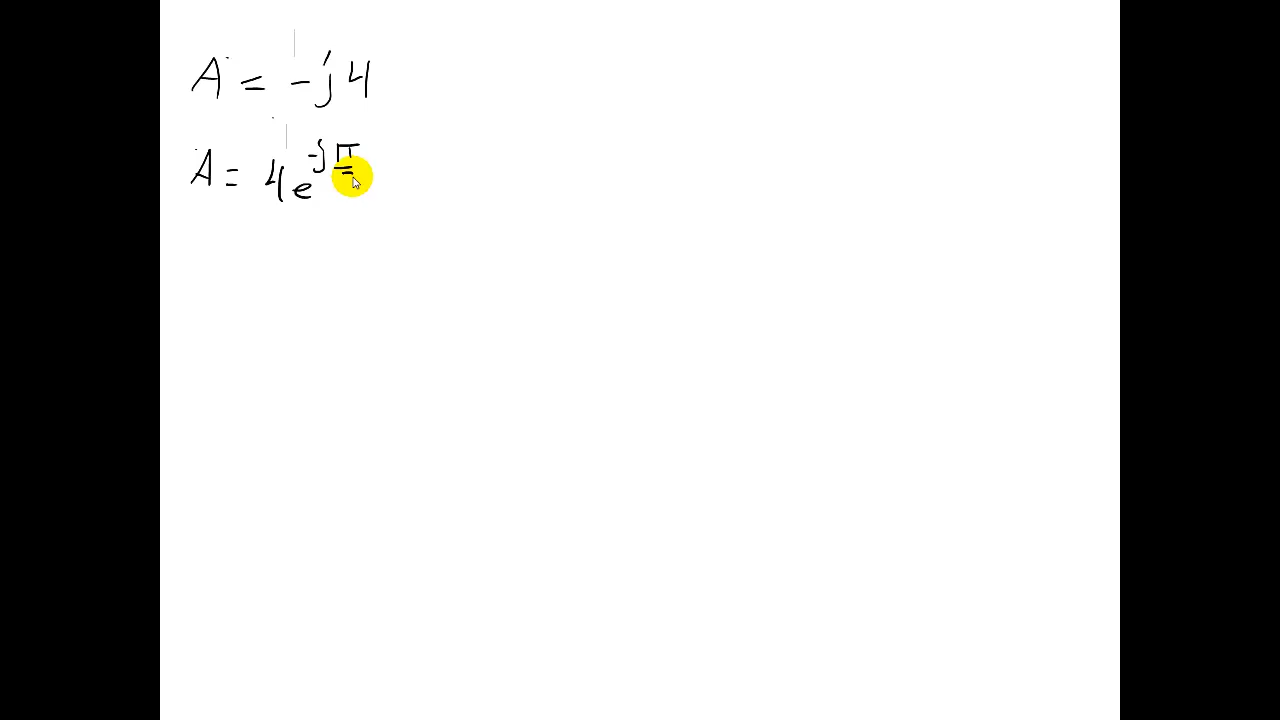 A = -j4
A = 4e^-jπ